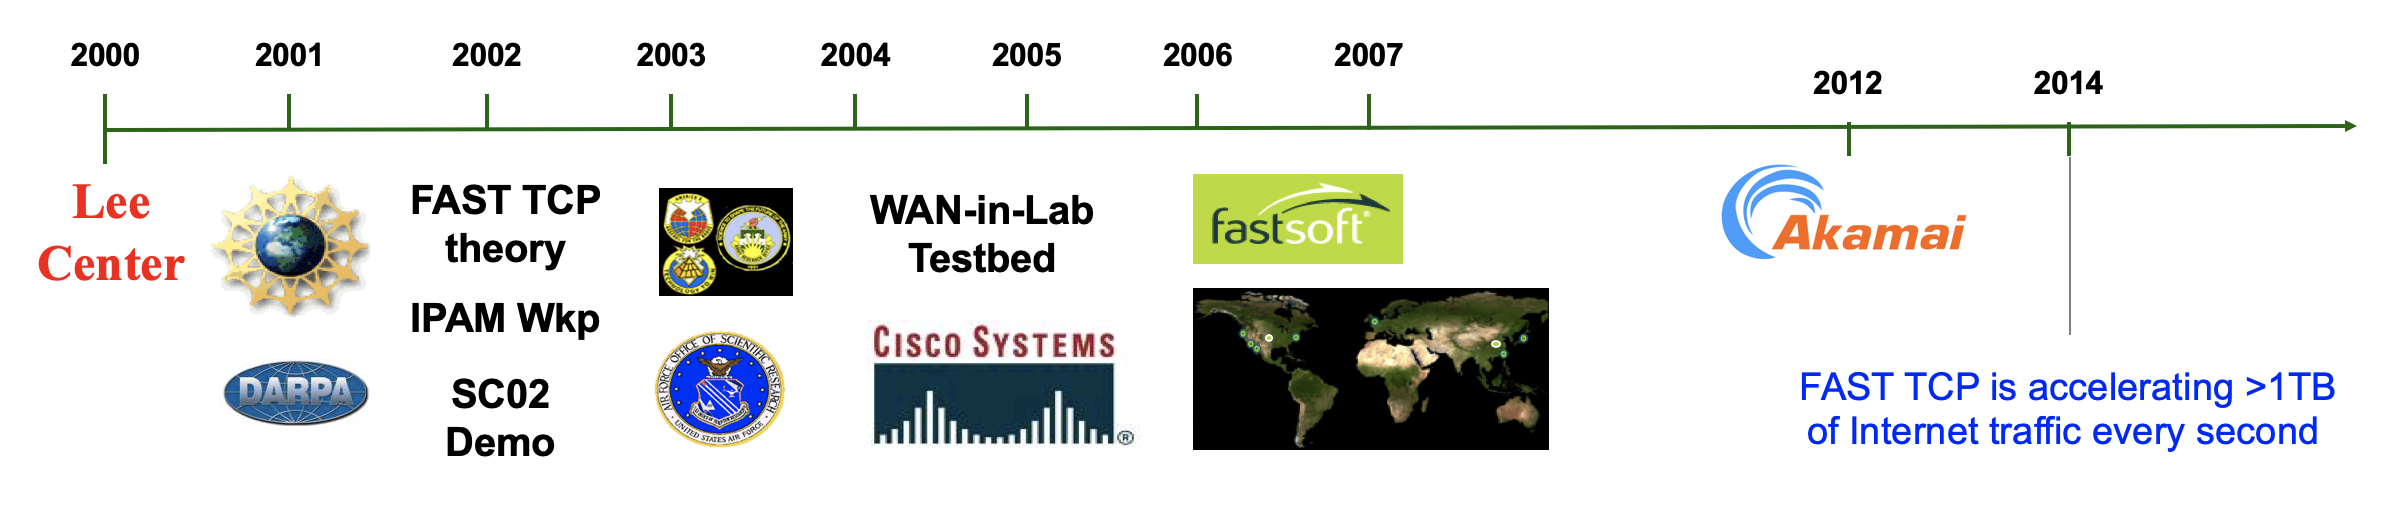 2000
2001
2002
2003
2004
2005
2006
2007
2012
2014
Lee
Center
DARPA
FAST TCP
theory
IPAM Wkp
SC02
Demo
AIR FORCE OFFICE OF SCIENTIFIC RESEARCH
UNITED STATES AIR FORCE
WAN-in-Lab
Testbed
CISCO SYSTEMS
®
fastsoft®
Akamai
FAST TCP is accelerating >1TB
of Internet traffic every second